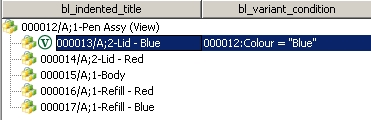 bl_indented_title bl_variant_condition
000012/A;1-Pen Assy (View)
V 000013/A;2-Lid - Blue 000012:Colour = "Blue"
000014/A;2-Lid - Red
000015/A;1-Body
000016/A;1-Refill - Red
000017/A;1-Refill - Blue